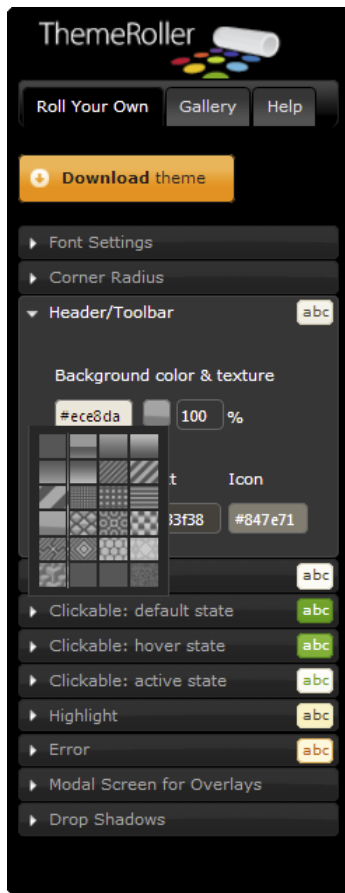 ThemeRoller
Roll Your Own Gallery Help
Download theme
Font Settings
Corner Radius
Header/Toolbar abc
Background color & texture
#ece8da 100 %
Icon
#847e71
abc
Clickable: default state abc
Clickable: hover state abc
Clickable: active state abc
Highlight abc
Error abc
Modal Screen for Overlays
Drop Shadows